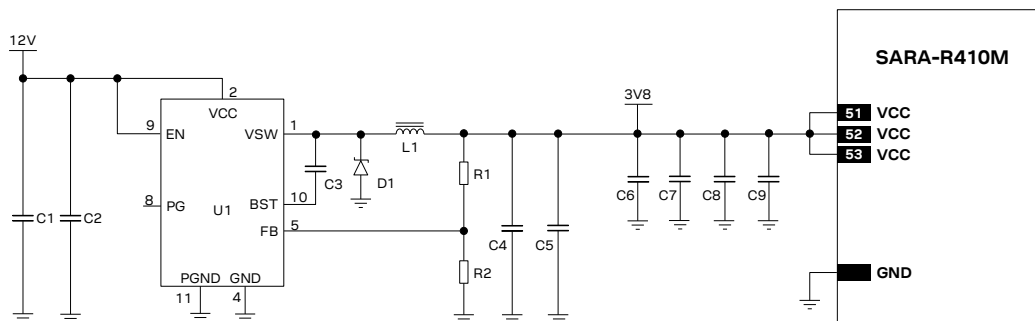 12V
SARA-R410M
3V8
2
VCC
9
EN
VSW
1
L1
51 VCC
52 VCC
53 VCC
C3
D1
R1
C6
C7
C8
C9
8
PG
BST
10
U1
C1
C2
FB
5
C4
C5
R2
PGND
GND
11
4
GND